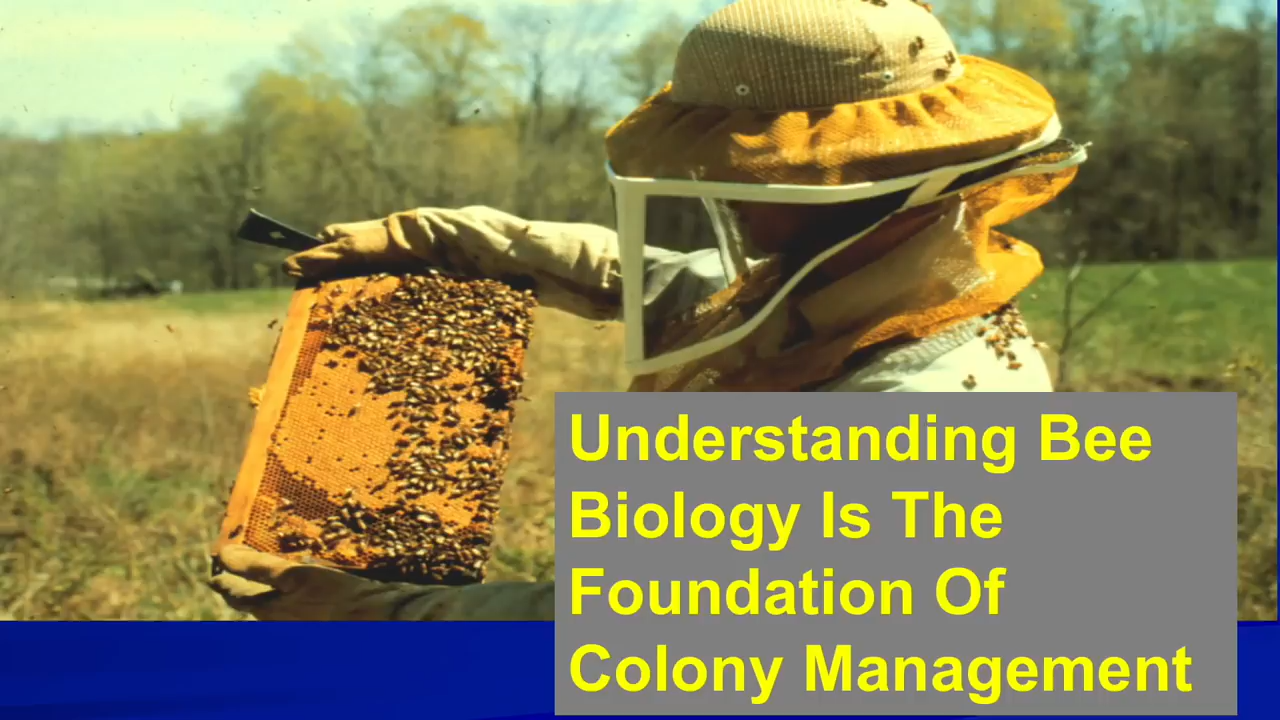 Understanding Bee
Biology Is The
Foundation Of
Colony Management